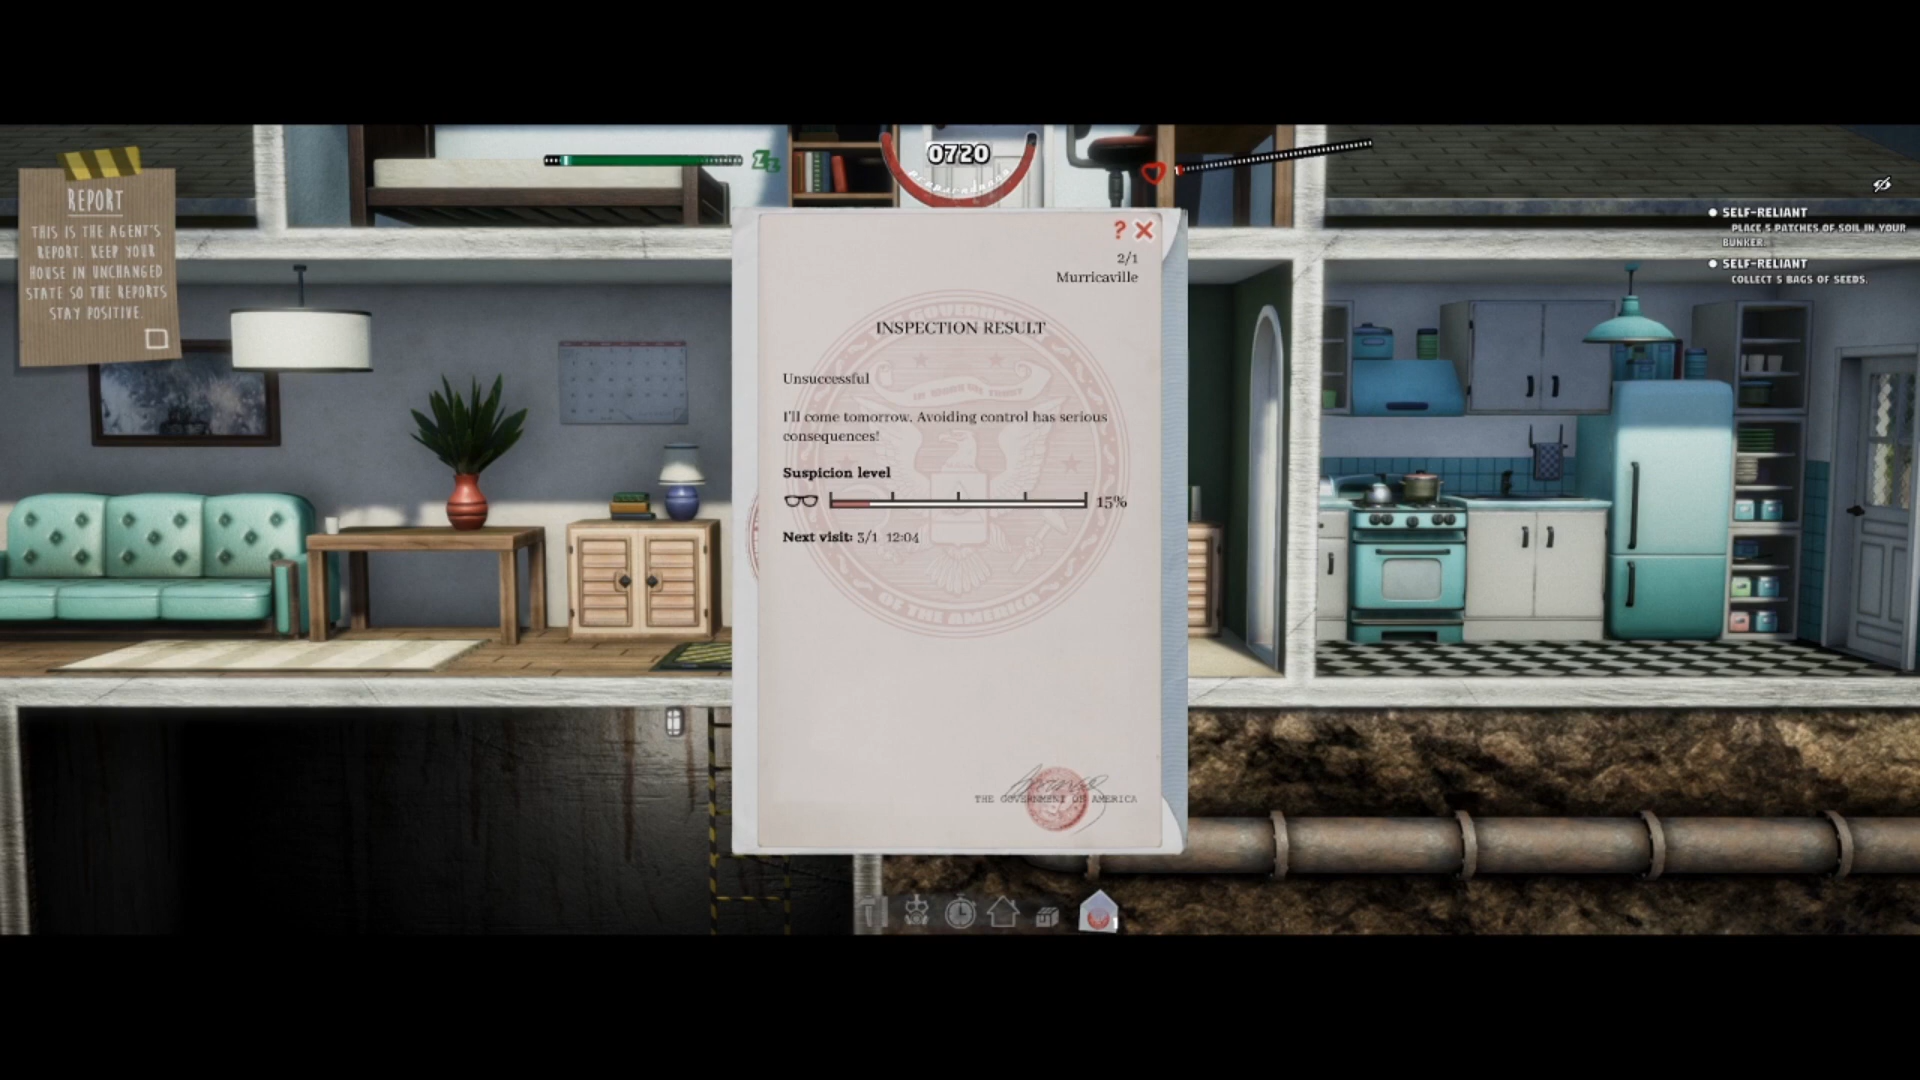 REPORT
THIS IS THE AGENT'S
REPORT. KEEP YOUR
HOUSE IN UNCHANGED
STATE SO THE REPORTS
STAY POSITIVE.
0720
SELF-RELIANT
PLACE 5 PATCHES OF SOIL IN YOUR
BUNKER.
SELF-RELIANT
COLLECT 5 BAGS OF SEEDS.
?
2/1
Murricaville
INSPECTION RESULT
Unsuccessful
I'll come tomorrow. Avoiding control has serious
consequences!
Suspicion level
15%
Next visit: 3/1 12:04
OF THE AMERICA
THE GOVERNMENT OF AMERICA